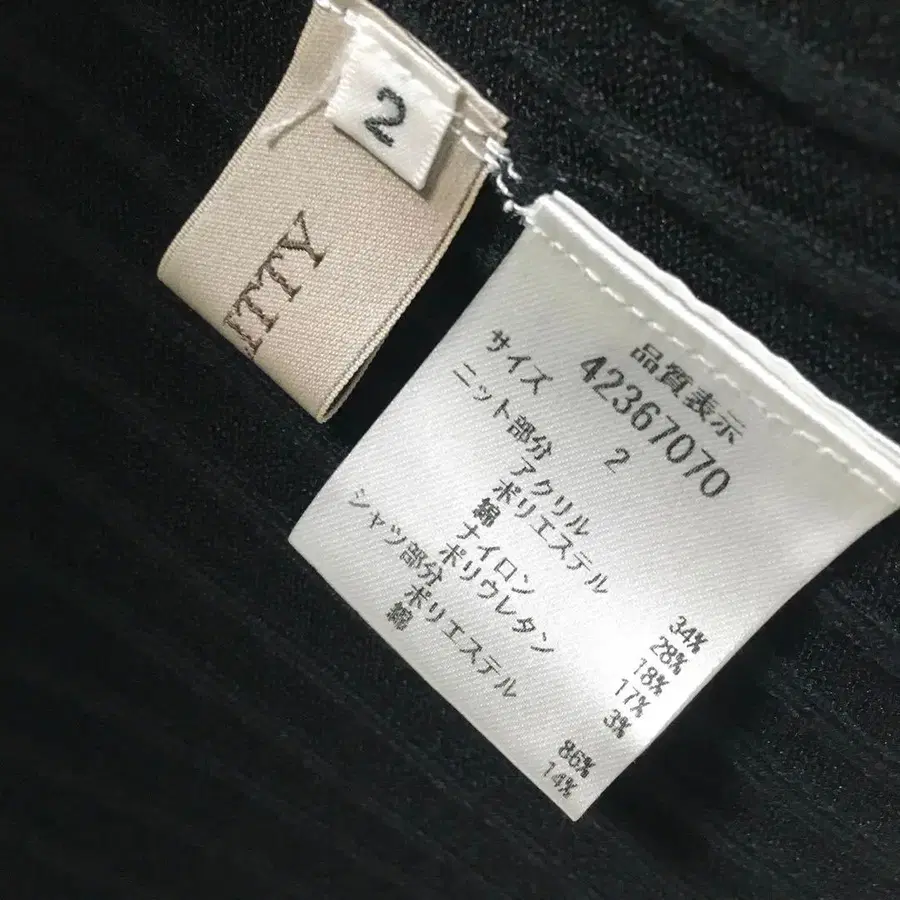 2
ITTY
品質表示
42367070
サイズ 2
ニット部分
アクリル 34%
ポリエステル 28%
綿 18%
ナイロン 17%
ポリウレタン 3%
シャツ部分
ポリエステル 86%
綿 14%